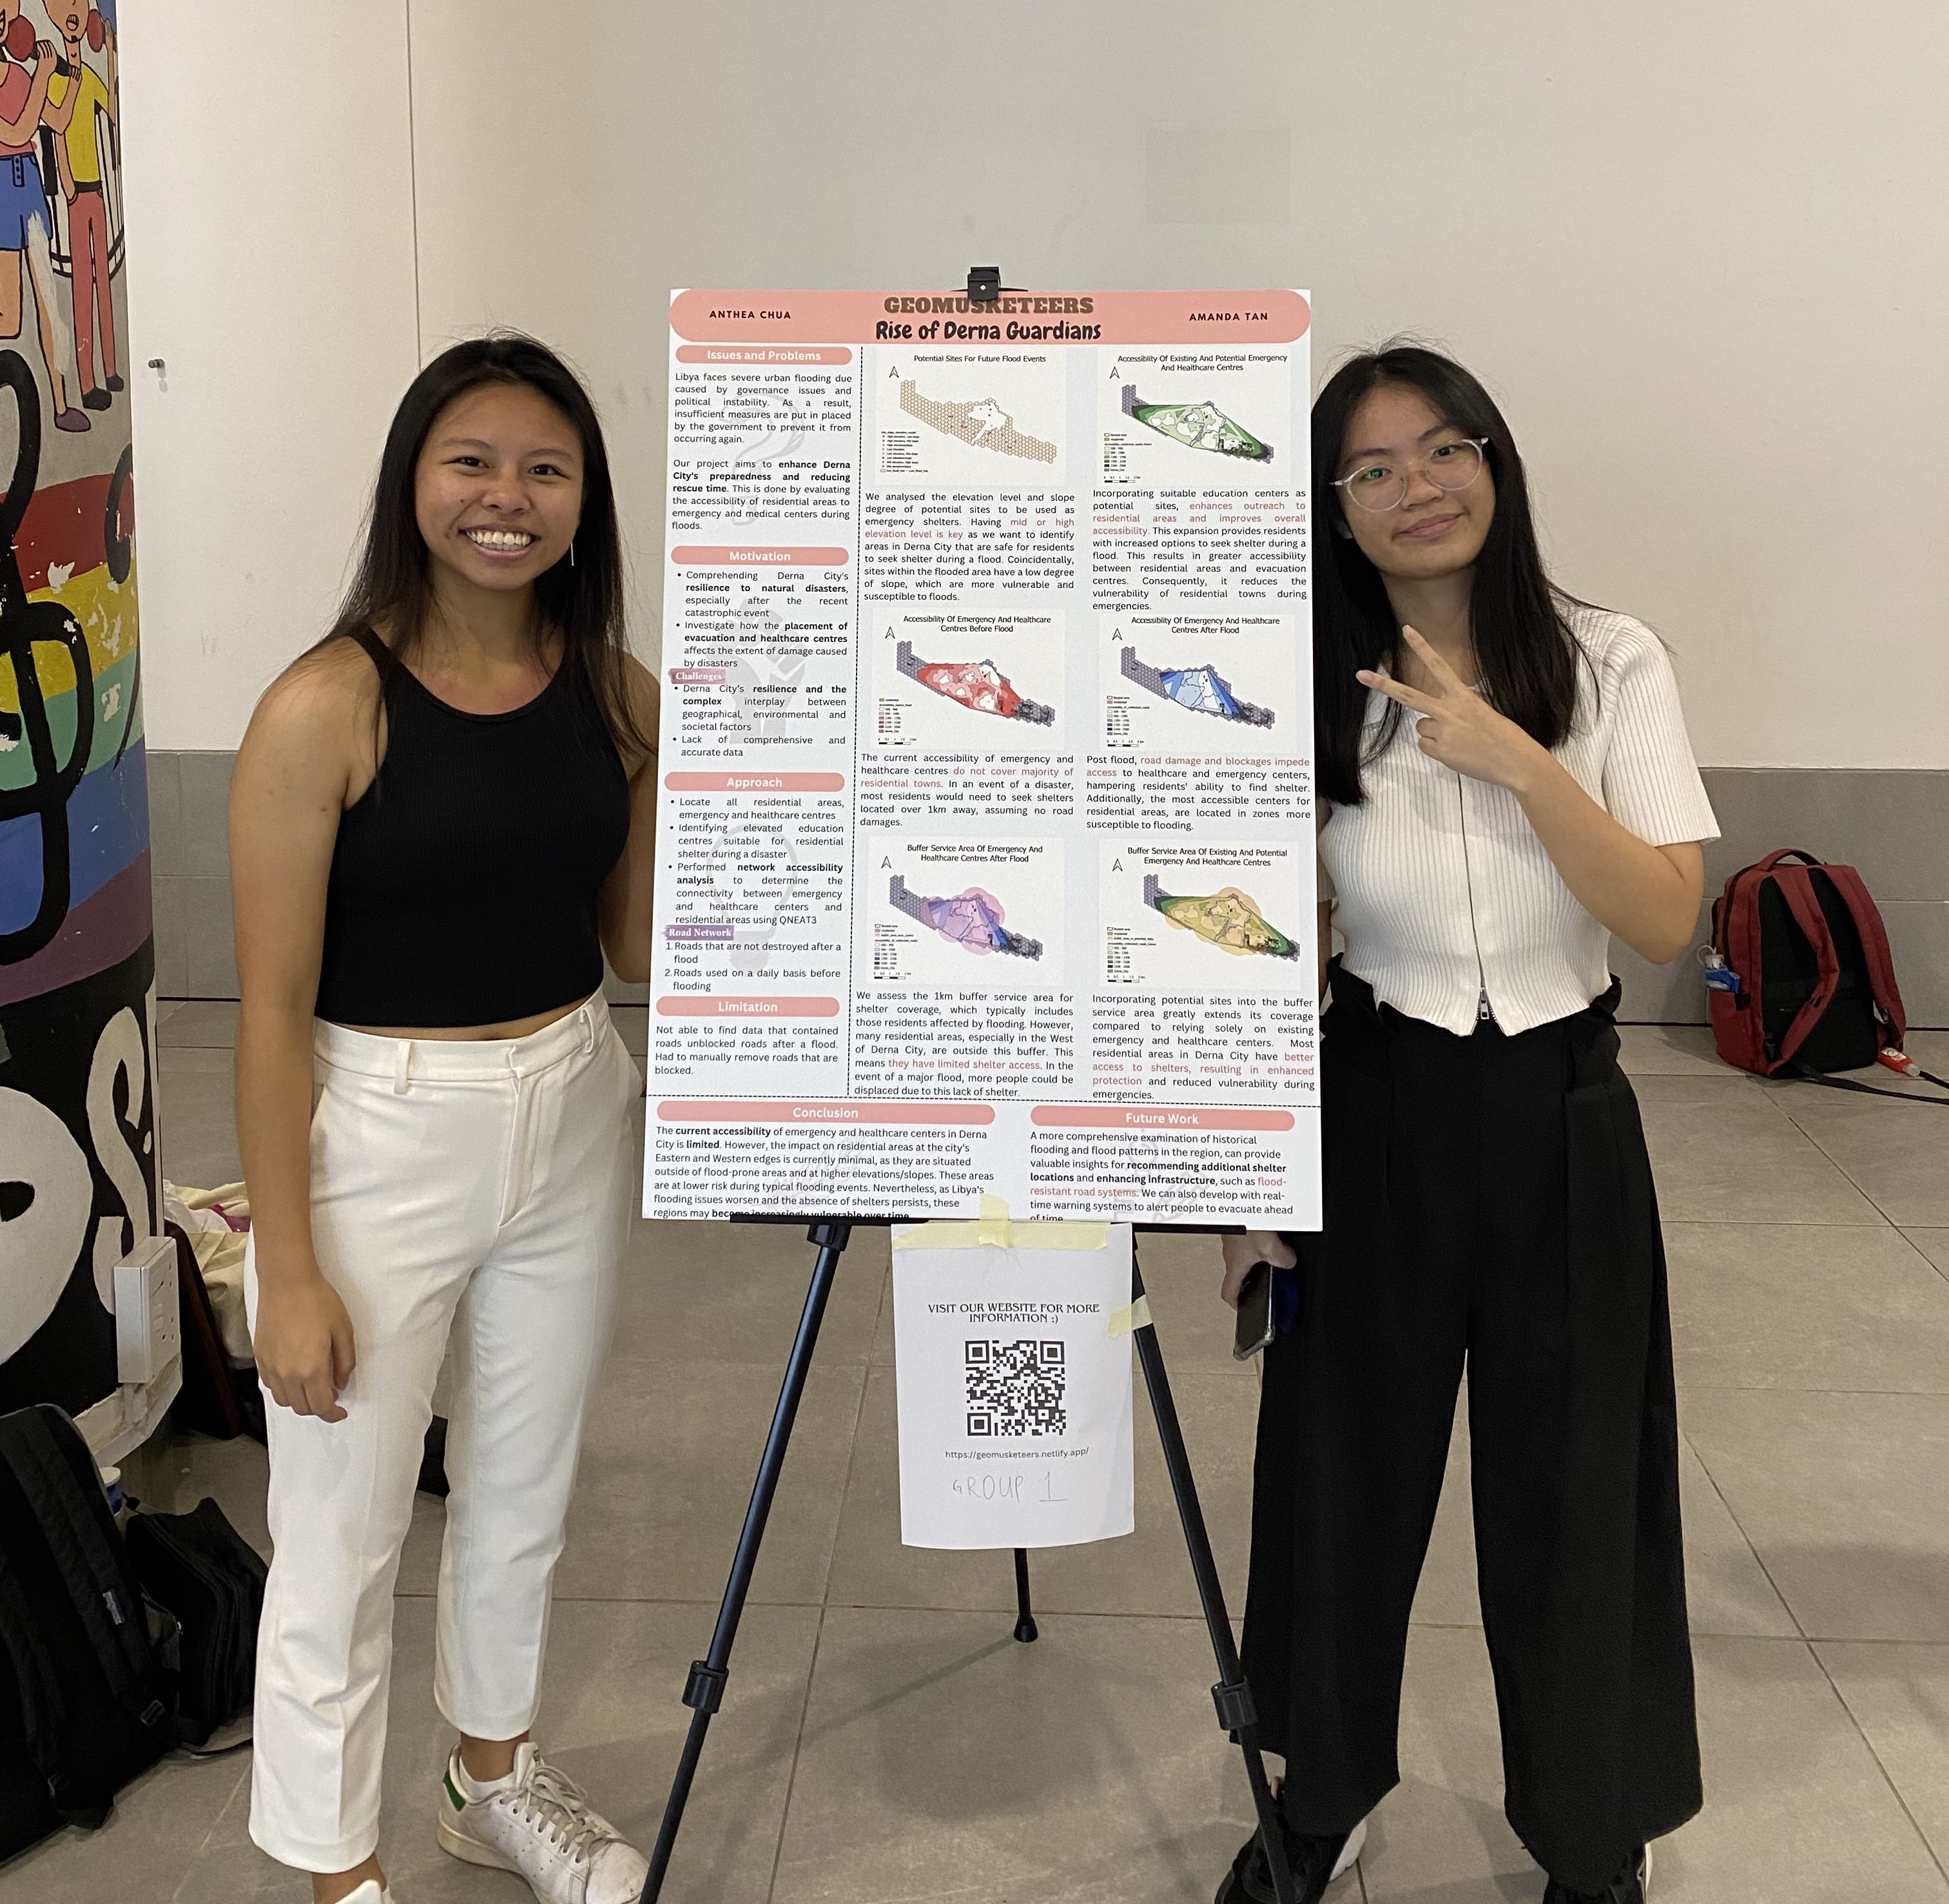 ANTHEA CHUA
GEOMUSKETEERS
AMANDA TAN
Rise of Derna Guardians
Issues and Problems
Libya faces severe urban flooding due
caused by governance issues and
political instability. As a result,
insufficient measures are put in placed
by the government to prevent it from
occurring again.
Our project aims to enhance Derna
City's preparedness and reducing
rescue time. This is done by evaluating
the accessibility of residential areas to
emergency and medical centers during
floods.
Motivation
• Comprehending Derna City's
resilience to natural disasters,
especially after the recent
catastrophic event
• Investigate how the placement of
evacuation and healthcare centres
affects the extent of damage caused
by disasters
Challenges
• Derna City's resilience and the
complex interplay between
geographical, environmental and
societal factors
• Lack of comprehensive and
accurate data
Approach
• Locate all residential areas,
emergency and healthcare centres
• Identifying elevated education
centres suitable for residential
shelter during a disaster
• Performed network accessibility
analysis to determine the
connectivity between emergency
and healthcare centers and
residential areas using QNEAT3
Road Network
1. Roads that are not destroyed after a
flood
2. Roads used on a daily basis before
flooding
Limitation
Not able to find data that contained
roads unblocked roads after a flood.
Had to manually remove roads that are
blocked.
Potential Sites For Future Flood Events
We analysed the elevation level and slope
degree of potential sites to be used as
emergency shelters. Having mid or high
elevation level is key as we want to identify
areas in Derna City that are safe for residents
to seek shelter during a flood. Coincidentally,
sites within the flooded area have a low degree
of slope, which are more vulnerable and
susceptible to floods.
Accessiblity Of Existing And Potential Emergency
And Healthcare Centres
Incorporating suitable education centers as
potential sites, enhances outreach to
residential areas and improves overall
accessibility. This expansion provides residents
with increased options to seek shelter during a
flood. This results in greater accessibility
between residential areas and evacuation
centres. Consequently, it reduces the
vulnerability of residential towns during
emergencies.
Accessibility Of Emergency And Healthcare
Centres Before Flood
The current accessibility of emergency and
healthcare centres do not cover majority of
residential towns. In an event of a disaster,
most residents would need to seek shelters
located over 1km away, assuming no road
damages.
Accessiblity Of Emergency And Healthcare
Centres After Flood
Post flood, road damage and blockages impede
access to healthcare and emergency centers,
hampering residents' ability to find shelter.
Additionally, the most accessible centers for
residential areas, are located in zones more
susceptible to flooding.
Buffer Service Area Of Emergency And
Healthcare Centres After Flood
We assess the 1km buffer service area for
shelter coverage, which typically includes
those residents affected by flooding. However,
many residential areas, especially in the West
of Derna City, are outside this buffer. This
means they have limited shelter access. In the
event of a major flood, more people could be
displaced due to this lack of shelter.
Buffer Service Area Of Existing And Potential
Emergency And Healthcare Centres
Incorporating potential sites into the buffer
service area greatly extends its coverage
compared to relying solely on existing
emergency and healthcare centers. Most
residential areas in Derna City have better
access to shelters, resulting in enhanced
protection and reduced vulnerability during
emergencies.
Conclusion
The current accessibility of emergency and healthcare centers in Derna
City is limited. However, the impact on residential areas at the city's
Eastern and Western edges is currently minimal, as they are situated
outside of flood-prone areas and at higher elevations/slopes. These areas
are at lower risk during typical flooding events. Nevertheless, as Libya's
flooding issues worsen and the absence of shelters persists, these
regions may become increasingly vulnerable over time.
Future Work
A more comprehensive examination of historical
flooding and flood patterns in the region, can provide
valuable insights for recommending additional shelter
locations and enhancing infrastructure, such as flood-
resistant road systems. We can also develop with real-
time warning systems to alert people to evacuate ahead
of time
VISIT OUR WEBSITE FOR MORE
INFORMATION :)
https://geomusketeers.netlify.app/
GROUP 1